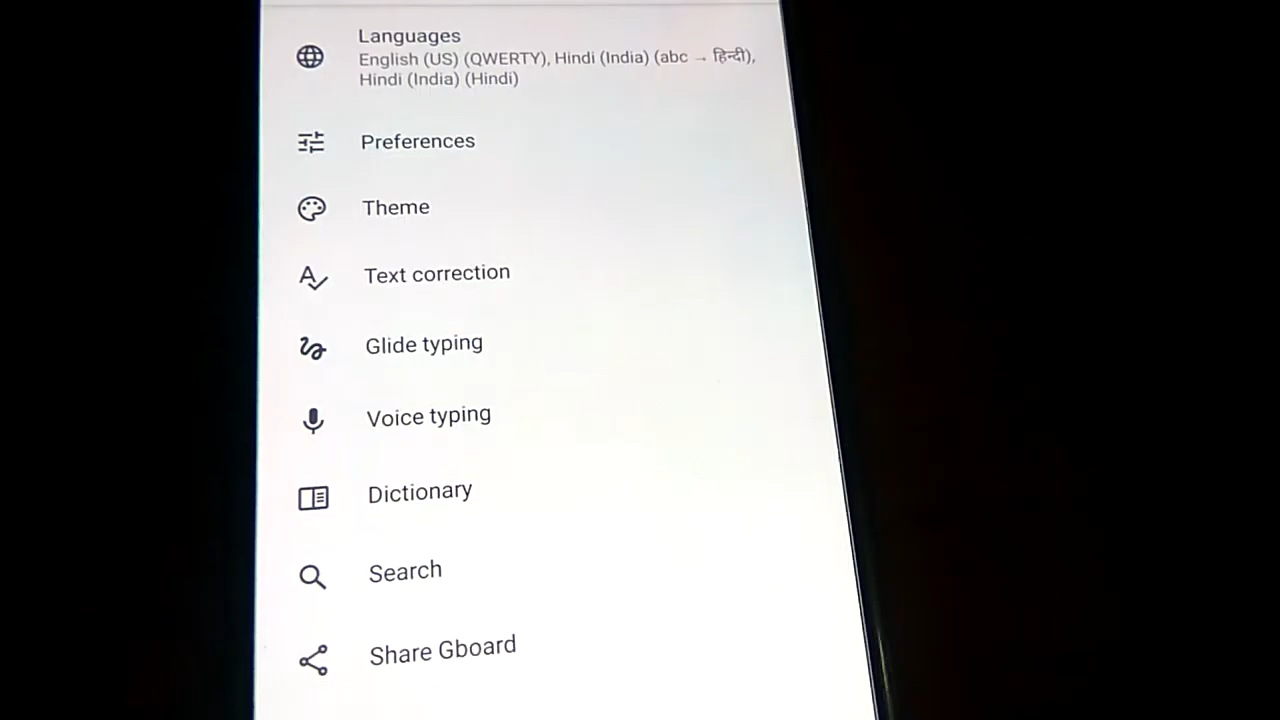 Languages
English (US) (QWERTY), Hindi (India) (abc → हिन्दी),
Hindi (India) (Hindi)
Preferences
Theme
Text correction
Glide typing
Voice typing
Dictionary
Search
Share Gboard